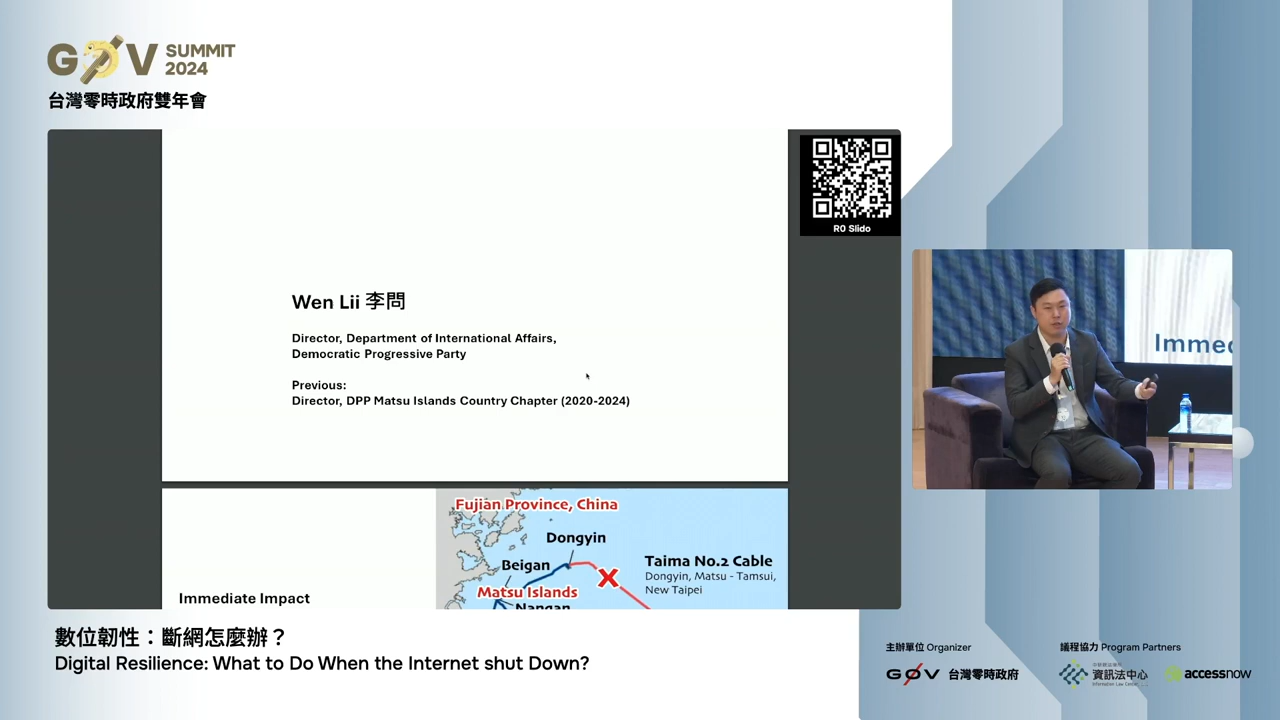 G0V SUMMIT 2024
台灣零時政府雙年會
R0 Slido
Wen Lii 李問
Director, Department of International Affairs,
Democratic Progressive Party
Previous:
Director, DPP Matsu Islands Country Chapter (2020-2024)
Immed
Fujian Province, China
Dongyin
Beigan
Taima No.2 Cable
Dongyin, Matsu - Tamsui,
New Taipei
Matsu Islands
Nangan
Immediate Impact
數位韌性：斷網怎麼辦？
Digital Resilience: What to Do When the Internet shut Down?
主辦單位 Organizer
G0V 台灣零時政府
議程協力 Program Partners
資訊法中心
Information Law Center
accessnow